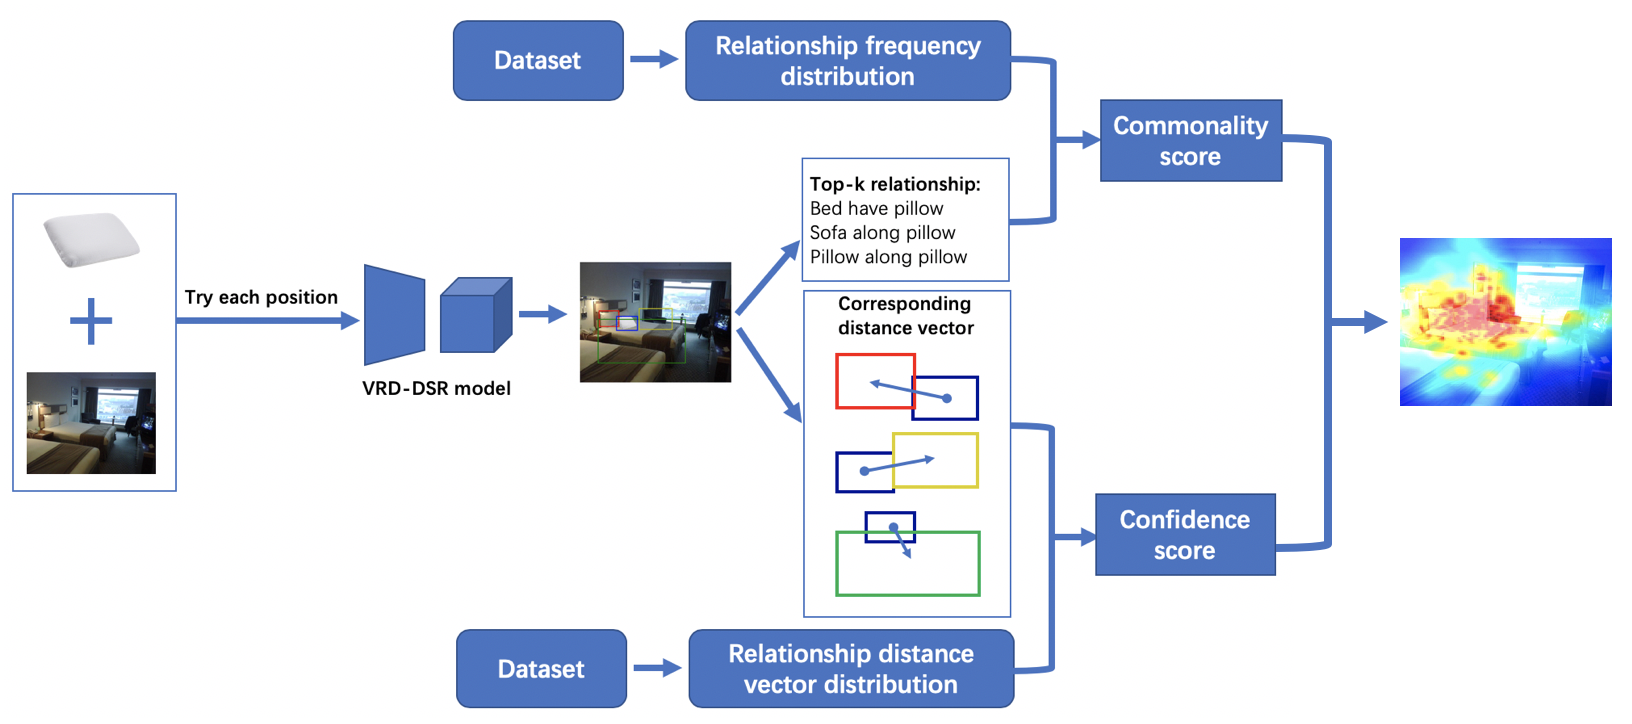 Dataset
Relationship frequency
distribution
Commonality
score
Top-k relationship:
Bed have pillow
Sofa along pillow
Pillow along pillow
Try each position
VRD-DSR model
Corresponding
distance vector
Confidence
score
Dataset
Relationship distance
vector distribution